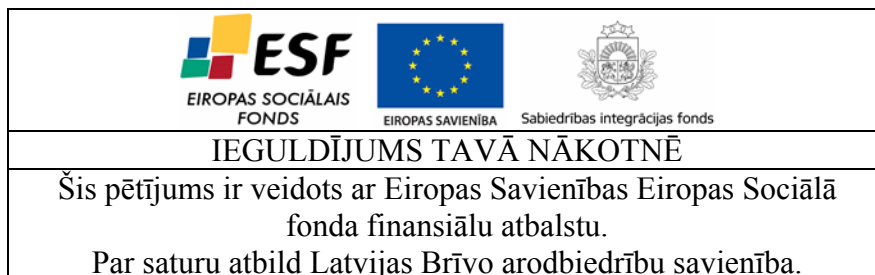 ESF
EIROPAS SOCIĀLAIS
FONDS
EIROPAS SAVIENĪBA
Sabiedrības integrācijas fonds
IEGULDĪJUMS TAVĀ NĀKOTNĒ
Šis pētījums ir veidots ar Eiropas Savienības Eiropas Sociālā
fonda finansiālu atbalstu.
Par saturu atbild Latvijas Brīvo arodbiedrību savienība.